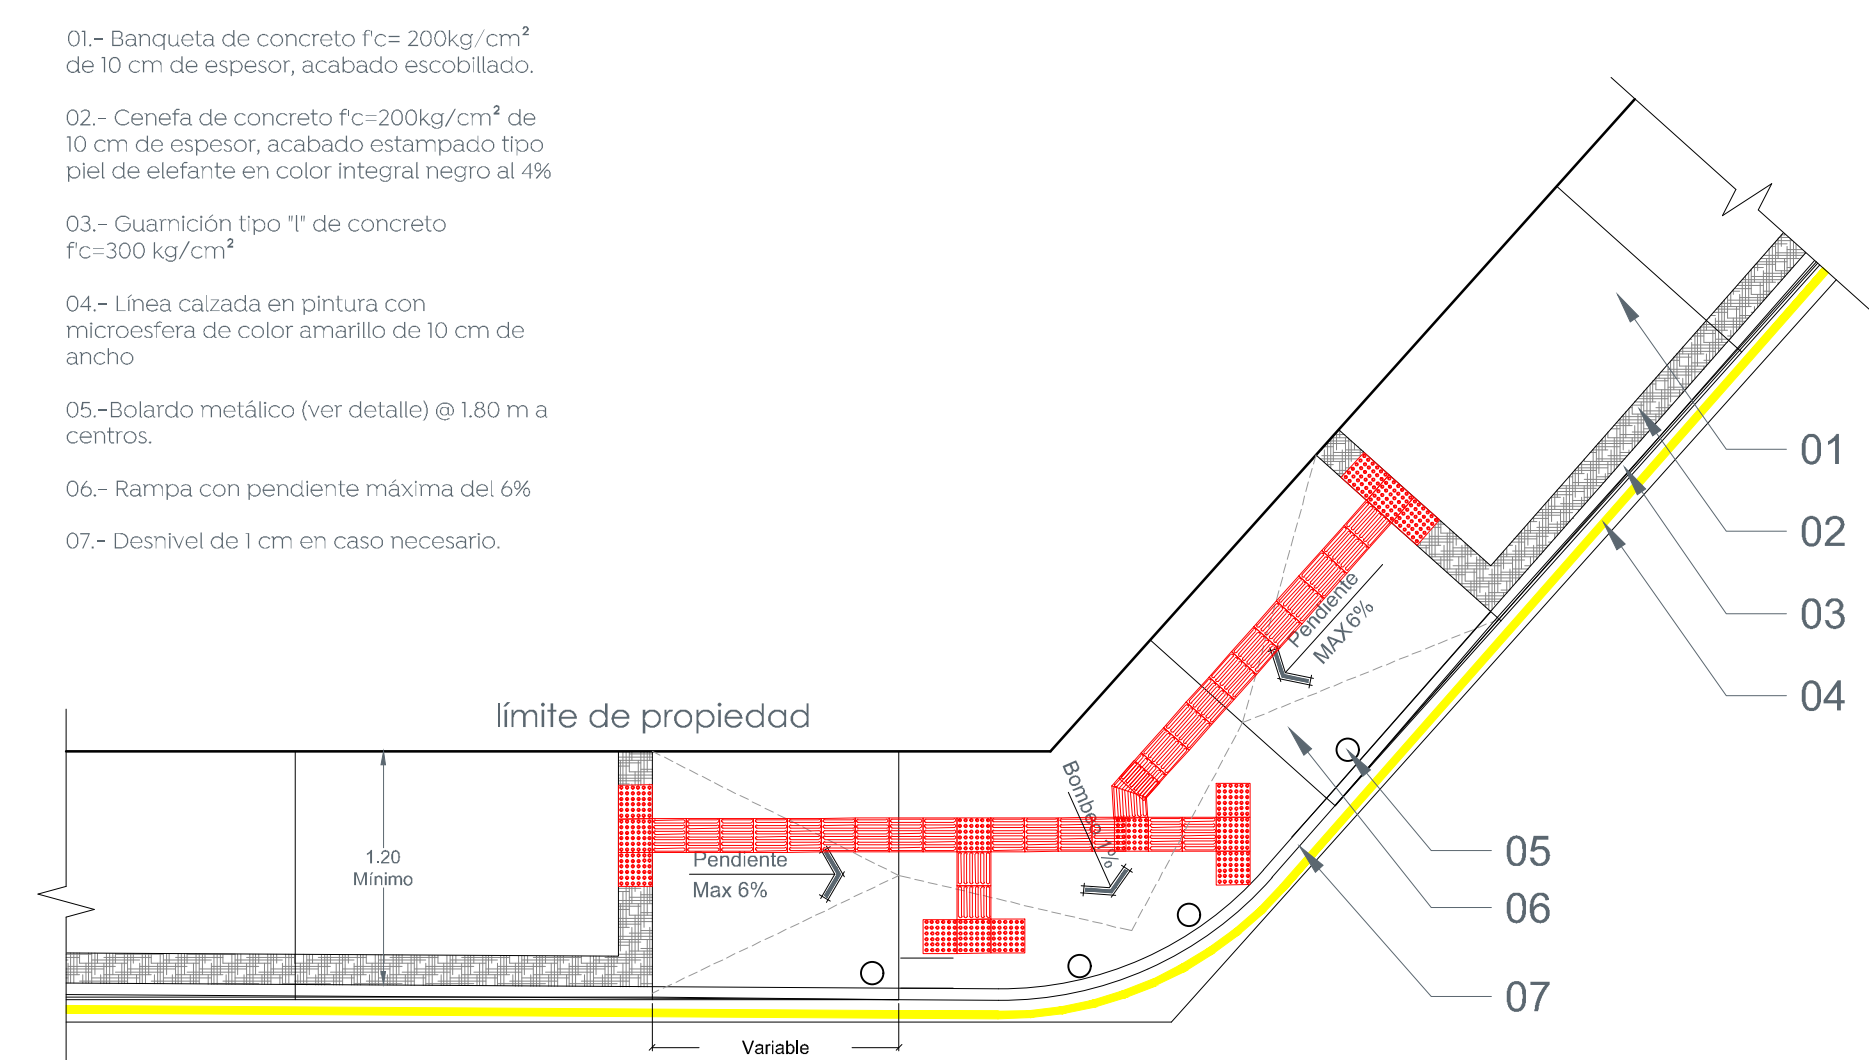 01.- Banqueta de concreto f'c= 200kg/cm²
de 10 cm de espesor, acabado escobillado.
02.- Cenefa de concreto f'c=200kg/cm² de
10 cm de espesor, acabado estampado tipo
piel de elefante en color integral negro al 4%
03.- Guarnición tipo "l" de concreto
f'c=300 kg/cm²
04.- Línea calzada en pintura con
microesfera de color amarillo de 10 cm de
ancho
05.-Bolardo metálico (ver detalle) @ 1.80 m a
centros.
06.- Rampa con pendiente máxima del 6%
07.- Desnivel de 1 cm en caso necesario.
01
02
03
04
05
06
07
Pendiente
MAX 6%
límite de propiedad
Bombeo 1%
1.20
Mínimo
Pendiente
Max 6%
Variable